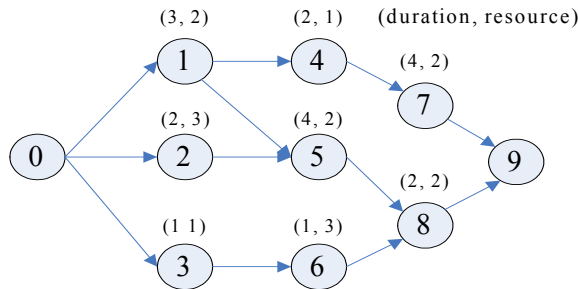 (3, 2) (2, 1) (duration, resource)
1 4 (4, 2)
7
(2, 3) (4, 2)
0 2 5 9
(2, 2)
(1 1) (1, 3) 8
3 6